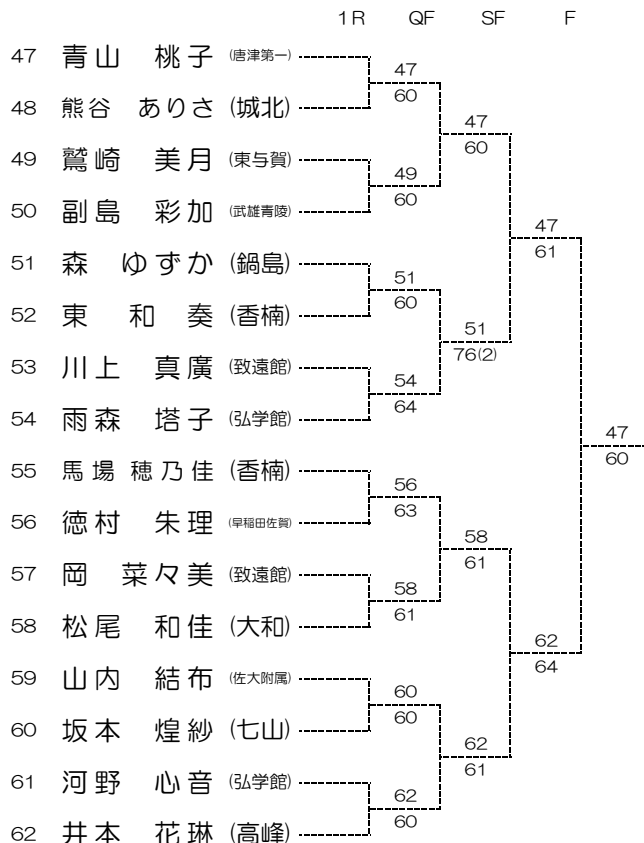 1R QF SF F
47 青山 桃子 (唐津第一)
47
60
48 熊谷 ありさ (城北)
47
60
49 鷲崎 美月 (東与賀)
49
60
50 副島 彩加 (武雄青陵)
47
61
51 森 ゆずか (鍋島)
51
60
52 東 和奏 (香楠)
51
76(2)
53 川上 真廣 (致遠館)
54
64
54 雨森 塔子 (弘学館)
47
60
55 馬場 穂乃佳 (香楠)
56
63
56 徳村 朱理 (早稲田佐賀)
58
61
57 岡 菜々美 (致遠館)
58
61
58 松尾 和佳 (大和)
62
64
59 山内 結布 (佐大附属)
60
60
60 坂本 煌紗 (七山)
62
61
61 河野 心音 (弘学館)
62
60
62 井本 花琳 (高峰)